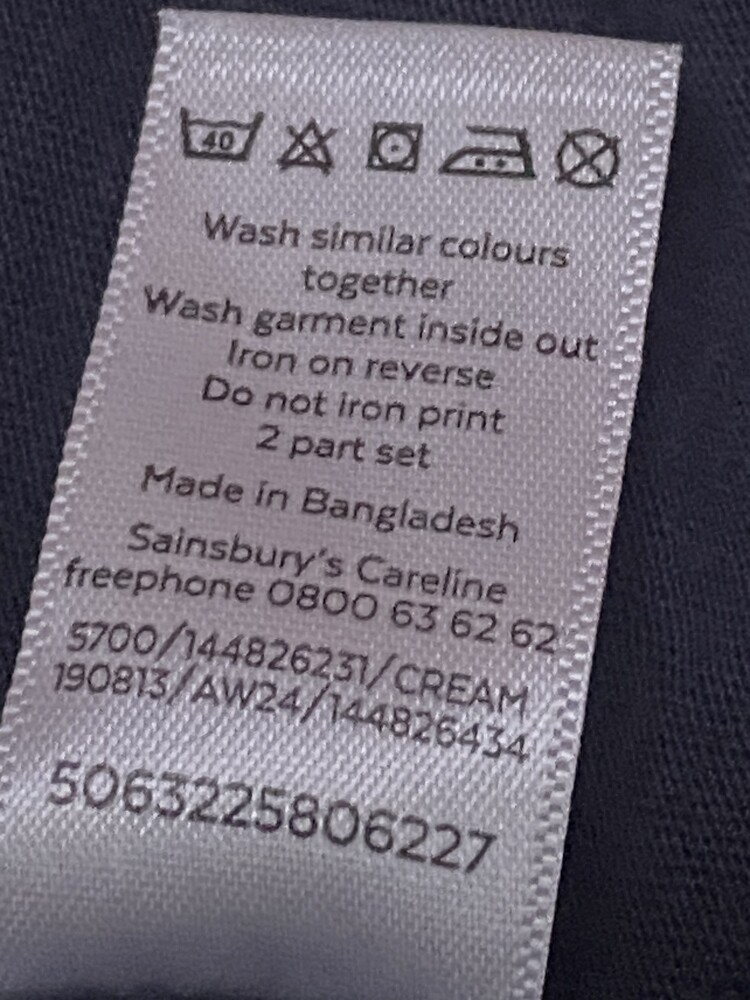 40
Wash similar colours
together
Wash garment inside out
Iron on reverse
Do not iron print
2 part set
Made in Bangladesh
Sainsbury's Careline
freephone 0800 63 62 62
5700/144826231/CREAM
190813/AW24/144826434
5063225806227